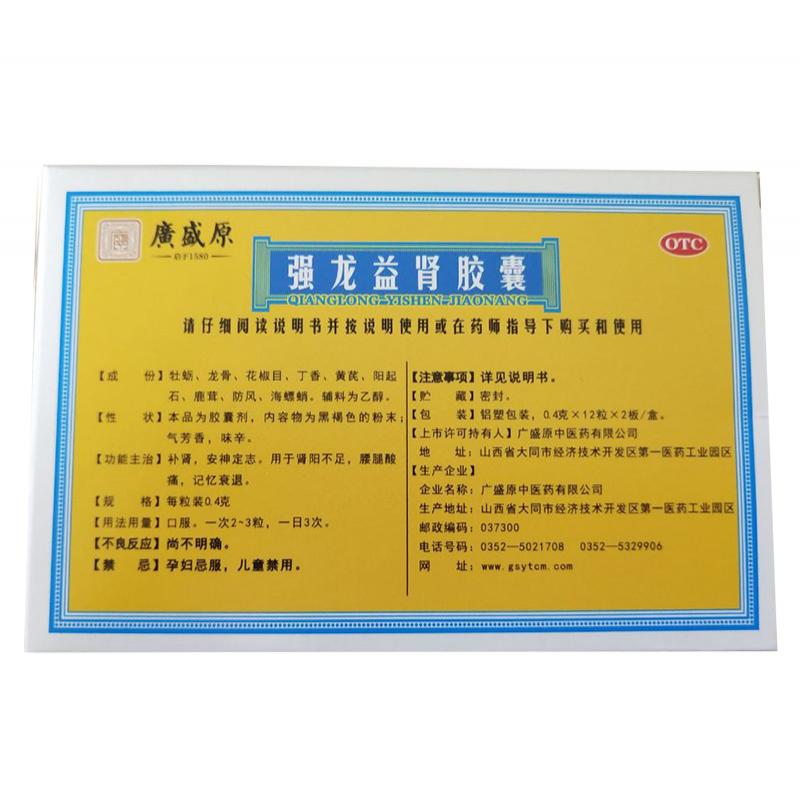 廣盛原
启于1580
OTC
强龙益肾胶囊
QIANGLONG YISHEN JIAONANG
请仔细阅读说明书并按说明使用或在药师指导下购买和使用
【成　份】牡蛎、龙骨、花椒目、丁香、黄芪、阳起
石、鹿茸、防风、海螵蛸。辅料为乙醇。
【性　状】本品为胶囊剂，内容物为黑褐色的粉末；
气芳香，味辛。
【功能主治】补肾，安神定志。用于肾阳不足，腰腿酸
痛，记忆衰退。
【规　格】每粒装0.4克
【用法用量】口服。一次2~3粒，一日3次。
【不良反应】尚不明确。
【禁　忌】孕妇忌服，儿童禁用。
【注意事项】详见说明书。
【贮　藏】密封。
【包　装】铝塑包装，0.4克×12粒×2板/盒。
【上市许可持有人】广盛原中医药有限公司
地　址：山西省大同市经济技术开发区第一医药工业园区
【生产企业】
企业名称：广盛原中医药有限公司
生产地址：山西省大同市经济技术开发区第一医药工业园区
邮政编码：037300
电话号码：0352—5021708　0352—5329906
网　址：www.gsytcm.com